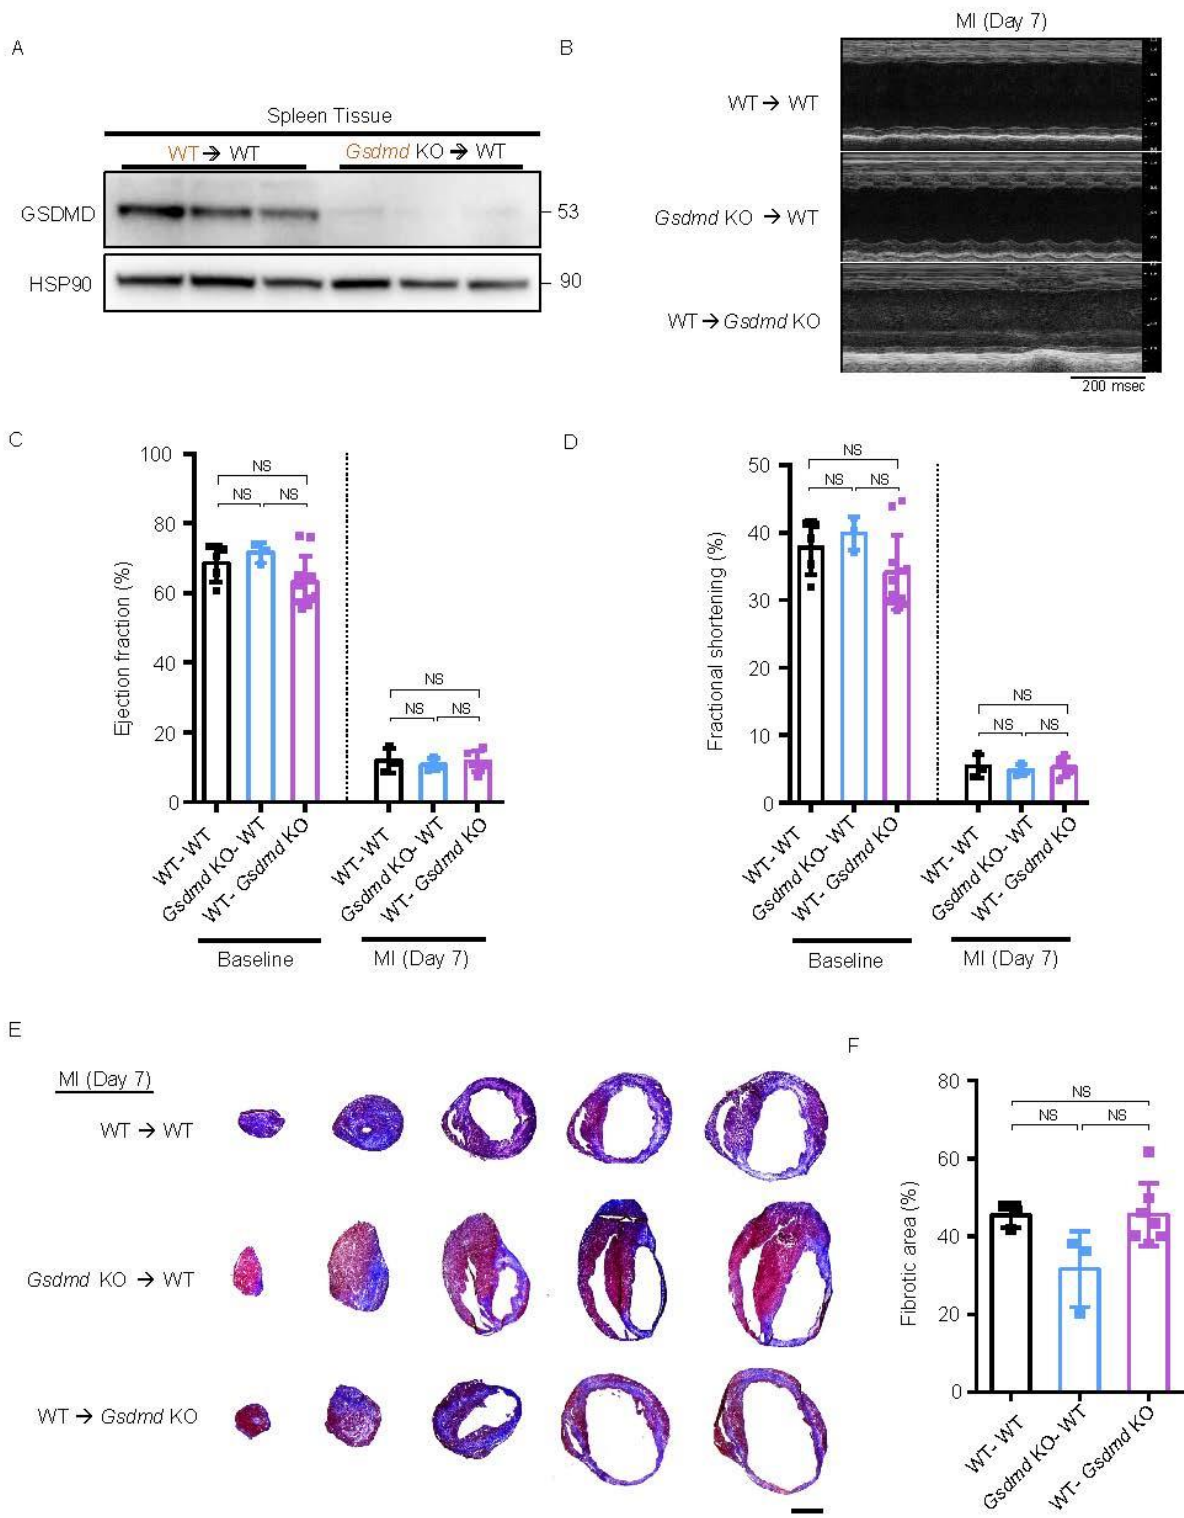 A
Spleen Tissue
WT → WT
Gsdmd KO → WT
GSDMD
53
HSP90
90
B
MI (Day 7)
WT → WT
Gsdmd KO → WT
WT → Gsdmd KO
200 msec
C
Ejection fraction (%)
100
80
60
40
20
0
NS
NS NS
NS
NS NS
WT- WT
Gsdmd KO- WT
WT- Gsdmd KO
WT- WT
Gsdmd KO- WT
WT- Gsdmd KO
Baseline
MI (Day 7)
D
Fractional shortening (%)
50
40
30
20
10
0
NS
NS NS
NS
NS NS
WT- WT
Gsdmd KO- WT
WT- Gsdmd KO
WT- WT
Gsdmd KO- WT
WT- Gsdmd KO
Baseline
MI (Day 7)
E
MI (Day 7)
WT → WT
Gsdmd KO → WT
WT → Gsdmd KO
F
Fibrotic area (%)
80
60
40
20
0
NS
NS NS
WT- WT
Gsdmd KO- WT
WT- Gsdmd KO